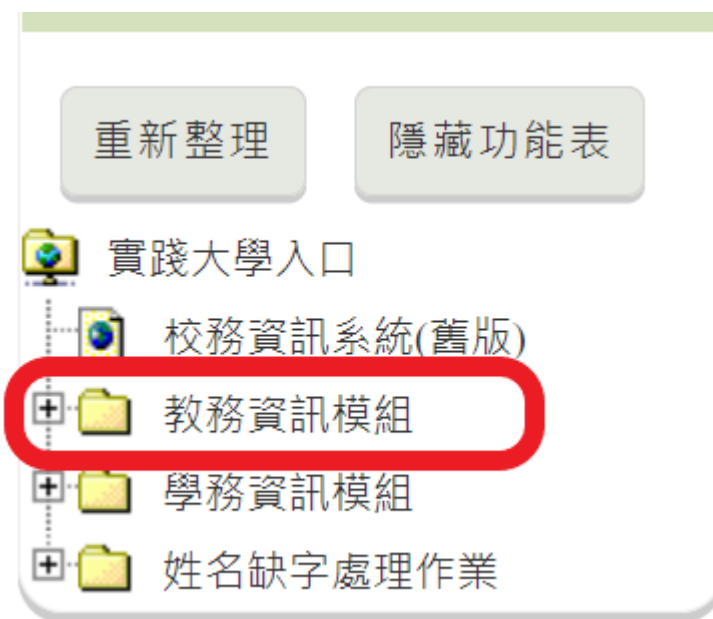 重新整理 隱藏功能表
實踐大學入口
校務資訊系統(舊版)
教務資訊模組
學務資訊模組
姓名缺字處理作業